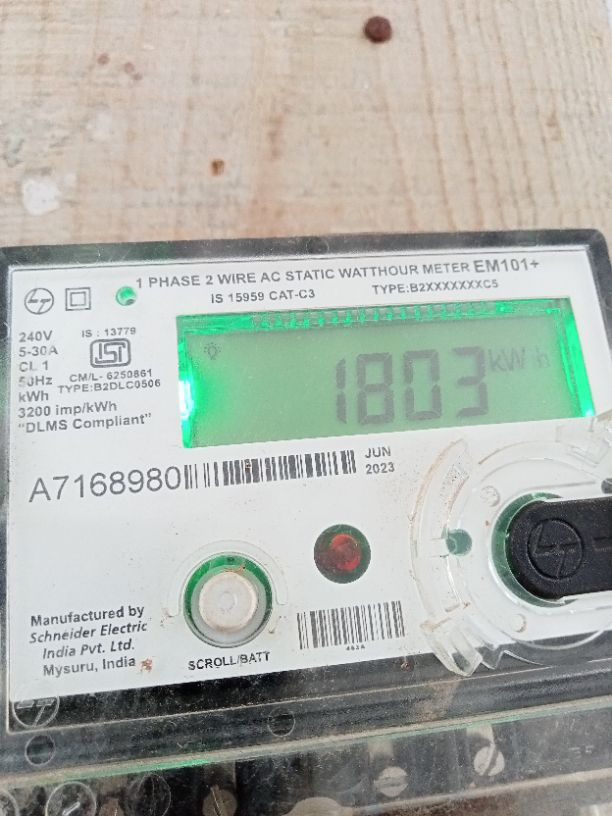 1 PHASE 2 WIRE AC STATIC WATTHOUR METER EM101+
IS 15959 CAT-C3 TYPE:B2XXXXXXXC5
240V
5-30A
Cl. 1
50Hz
kWh
3200 imp/kWh
"DLMS Compliant"
IS : 13779
ISI
CM/L- 6250861
TYPE:B2DLC0506
1803 kWh
A7168980
JUN
2023
Manufactured by
Schneider Electric
India Pvt. Ltd.
Mysuru, India
SCROLL/BATT